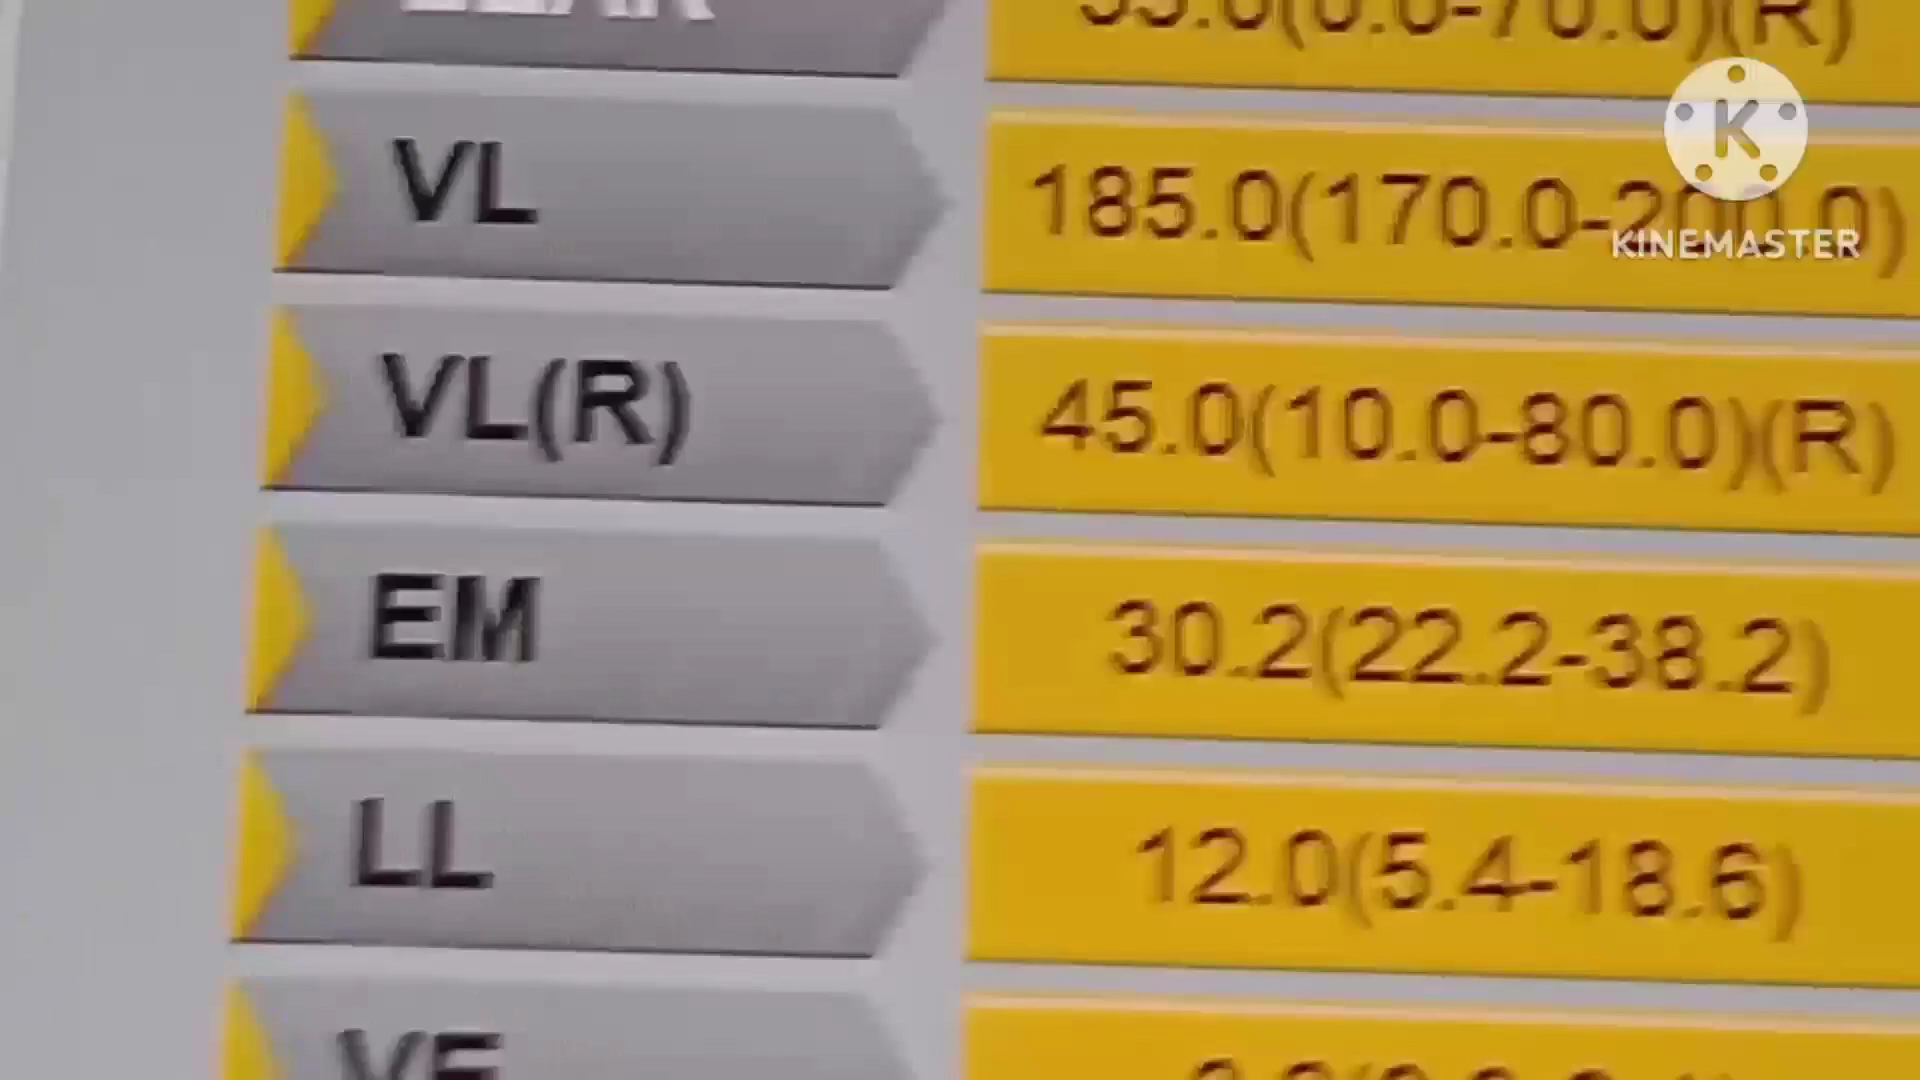 VL 185.0(170.0-200.0)
KINEMASTER
VL(R) 45.0(10.0-80.0)(R)
EM 30.2(22.2-38.2)
LL 12.0(5.4-18.6)